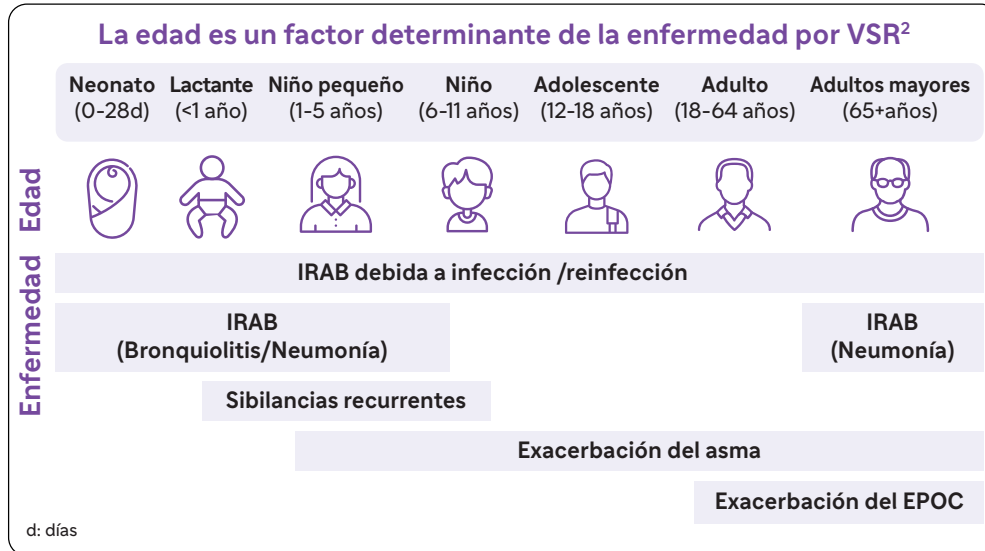 La edad es un factor determinante de la enfermedad por VSR²
Neonato
(0-28d)
Lactante
(<1 año)
Niño pequeño
(1-5 años)
Niño
(6-11 años)
Adolescente
(12-18 años)
Adulto
(18-64 años)
Adultos mayores
(65+años)
Edad
Enfermedad
IRAB debida a infección /reinfección
IRAB
(Bronquiolitis/Neumonía)
IRAB
(Neumonía)
Sibilancias recurrentes
Exacerbación del asma
Exacerbación del EPOC
d: días